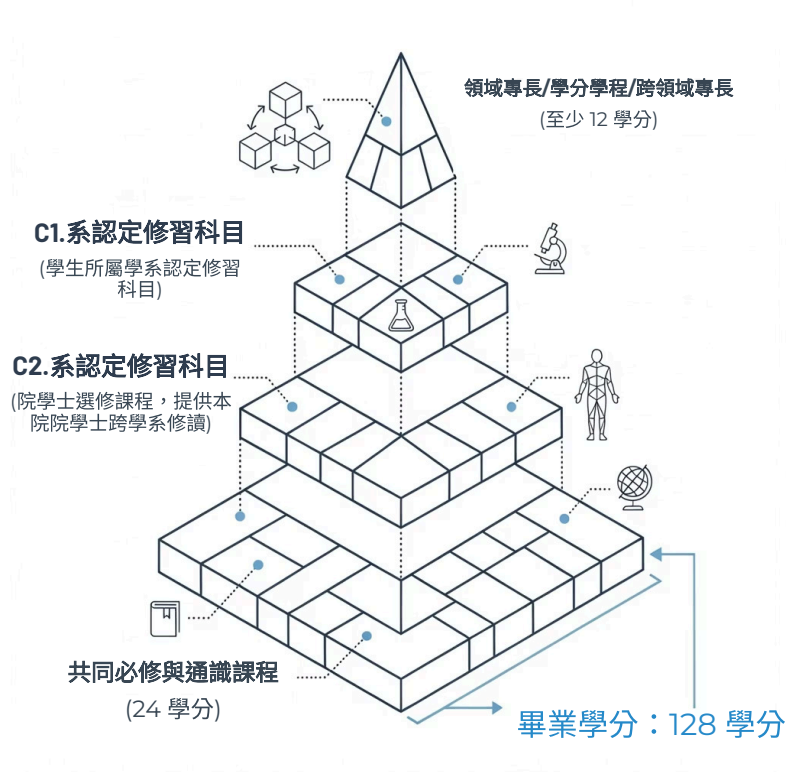 領域專長/學分學程/跨領域專長
(至少 12 學分)
C1.系認定修習科目
(學生所屬學系認定修習
科目)
C2.系認定修習科目
(院學士選修課程，提供本
院院學士跨學系修讀)
共同必修與通識課程
(24 學分)
畢業學分：128 學分